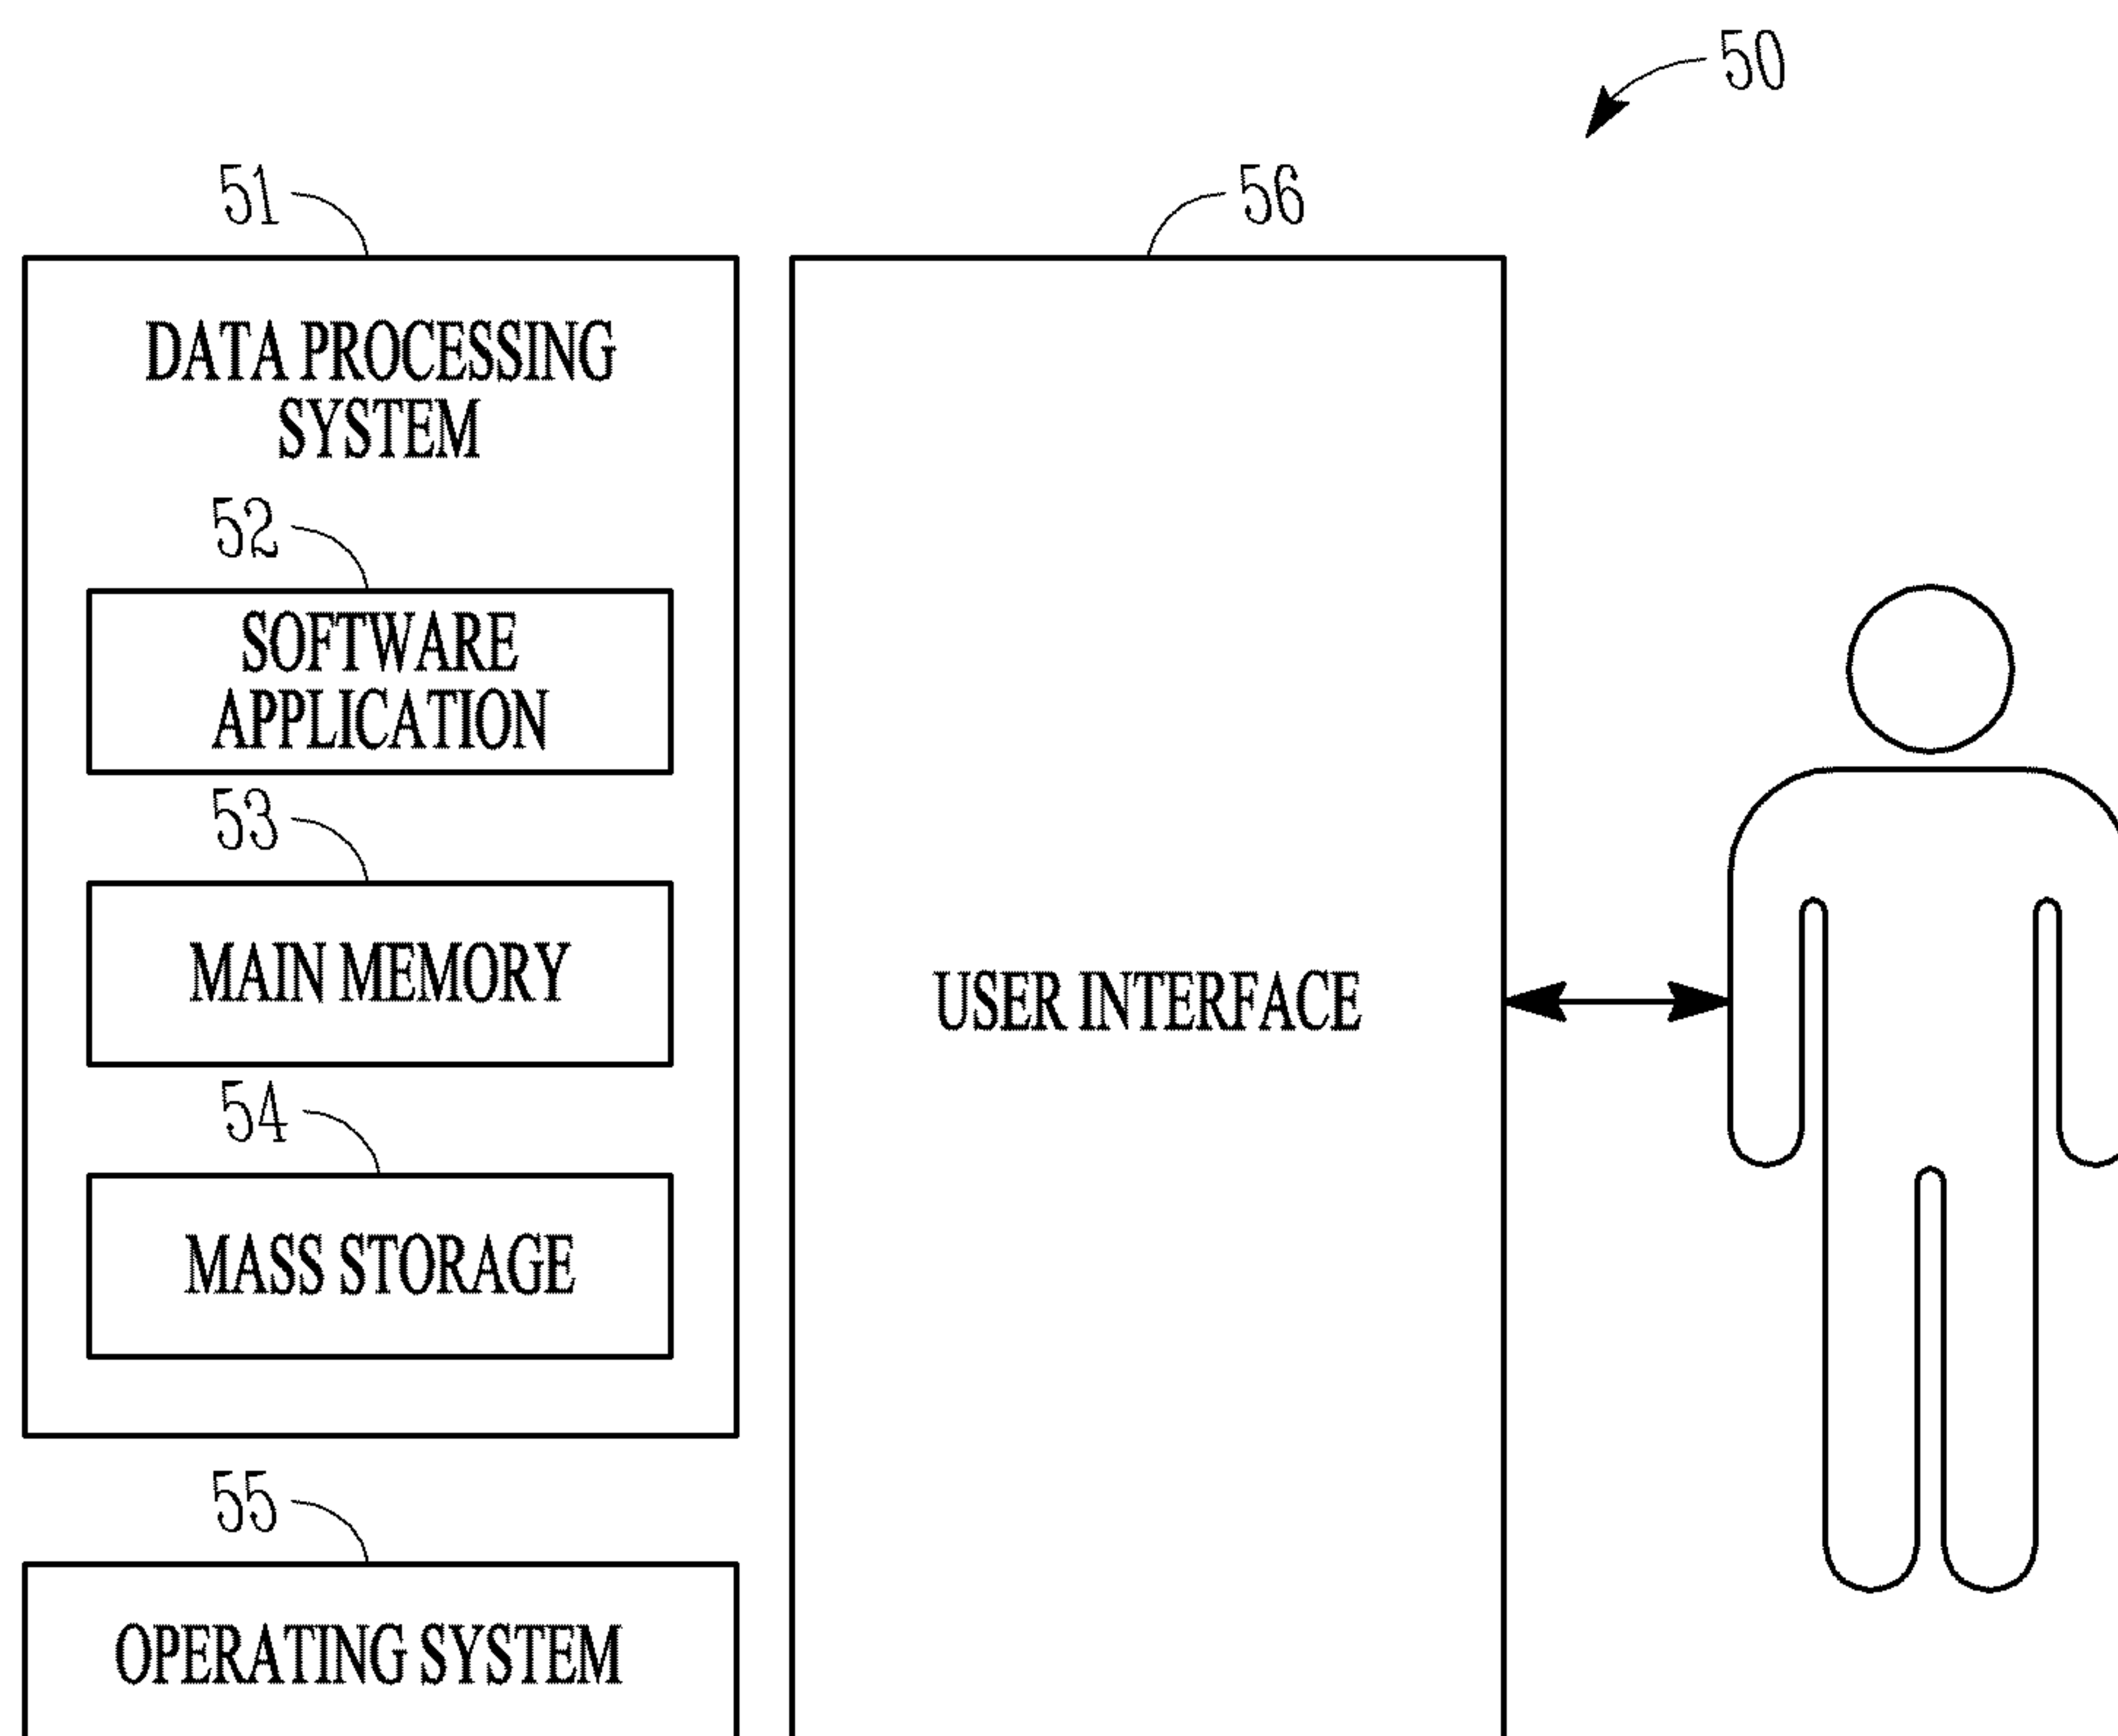 50
51
56
DATA PROCESSING
SYSTEM
52
SOFTWARE
APPLICATION
53
MAIN MEMORY
USER INTERFACE
54
MASS STORAGE
55
OPERATING SYSTEM